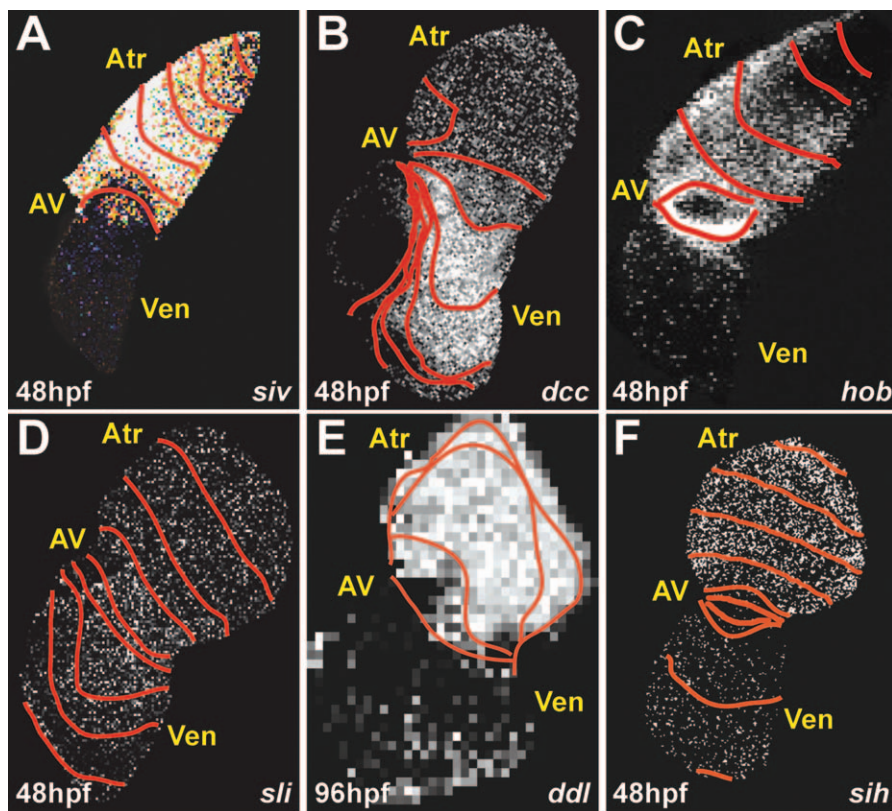 A
Atr
AV
Ven
48hpf
siv
B
Atr
AV
Ven
48hpf
dcc
C
Atr
AV
Ven
48hpf
hob
D
Atr
AV
Ven
48hpf
sli
E
Atr
AV
Ven
96hpf
ddl
F
Atr
AV
Ven
48hpf
sih